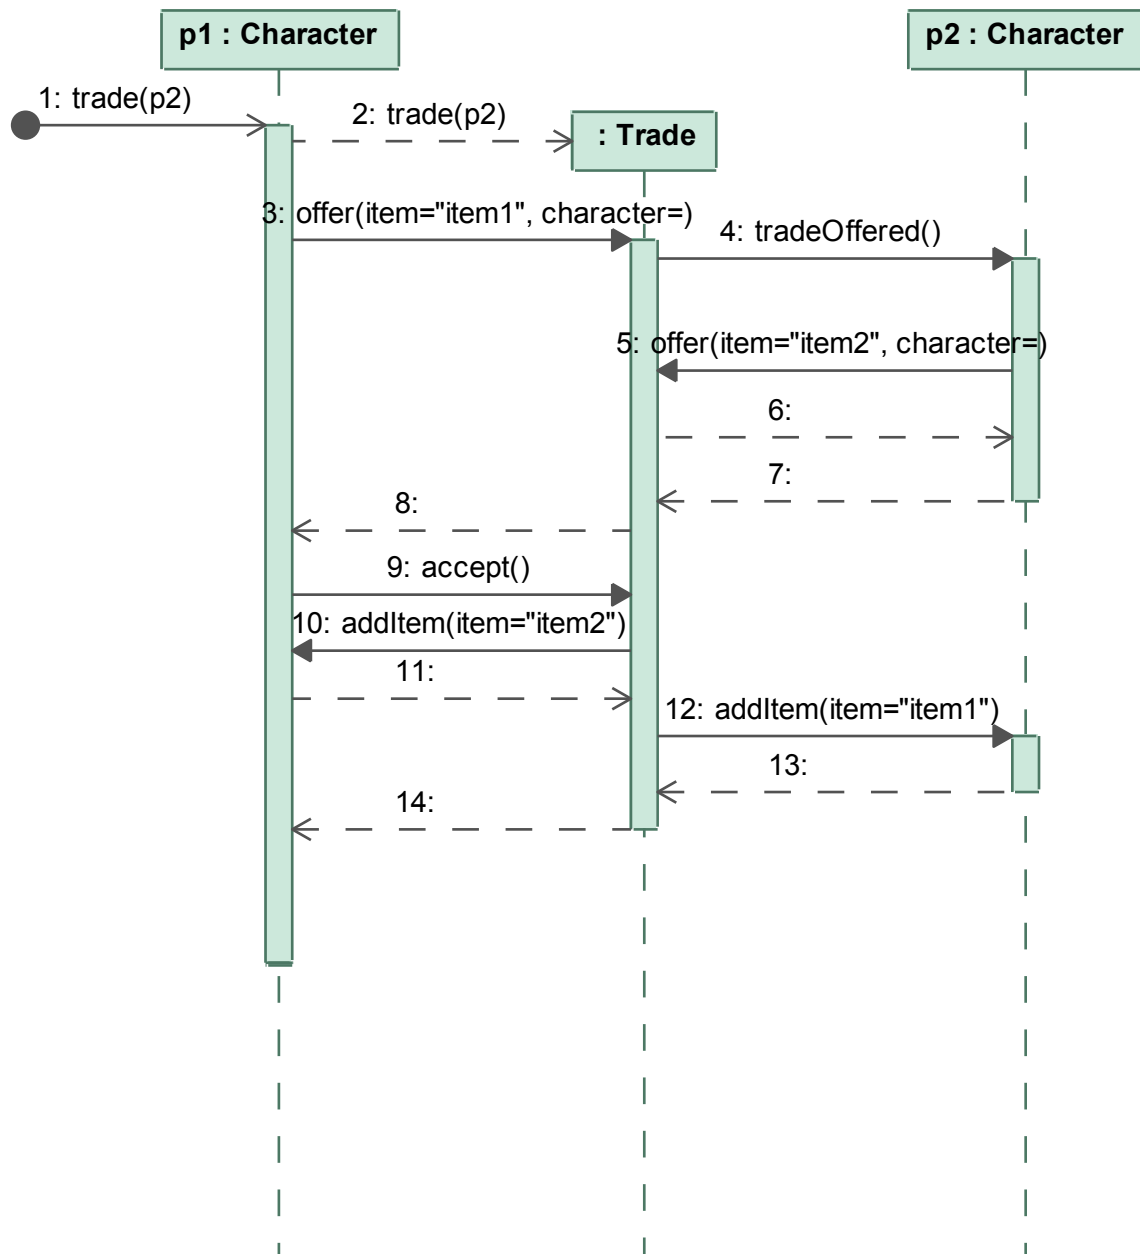 p1 : Character
p2 : Character
1: trade(p2)
2: trade(p2)
: Trade
3: offer(item="item1", character=)
4: tradeOffered()
5: offer(item="item2", character=)
6:
7:
8:
9: accept()
10: addItem(item="item2")
11:
12: addItem(item="item1")
13:
14: